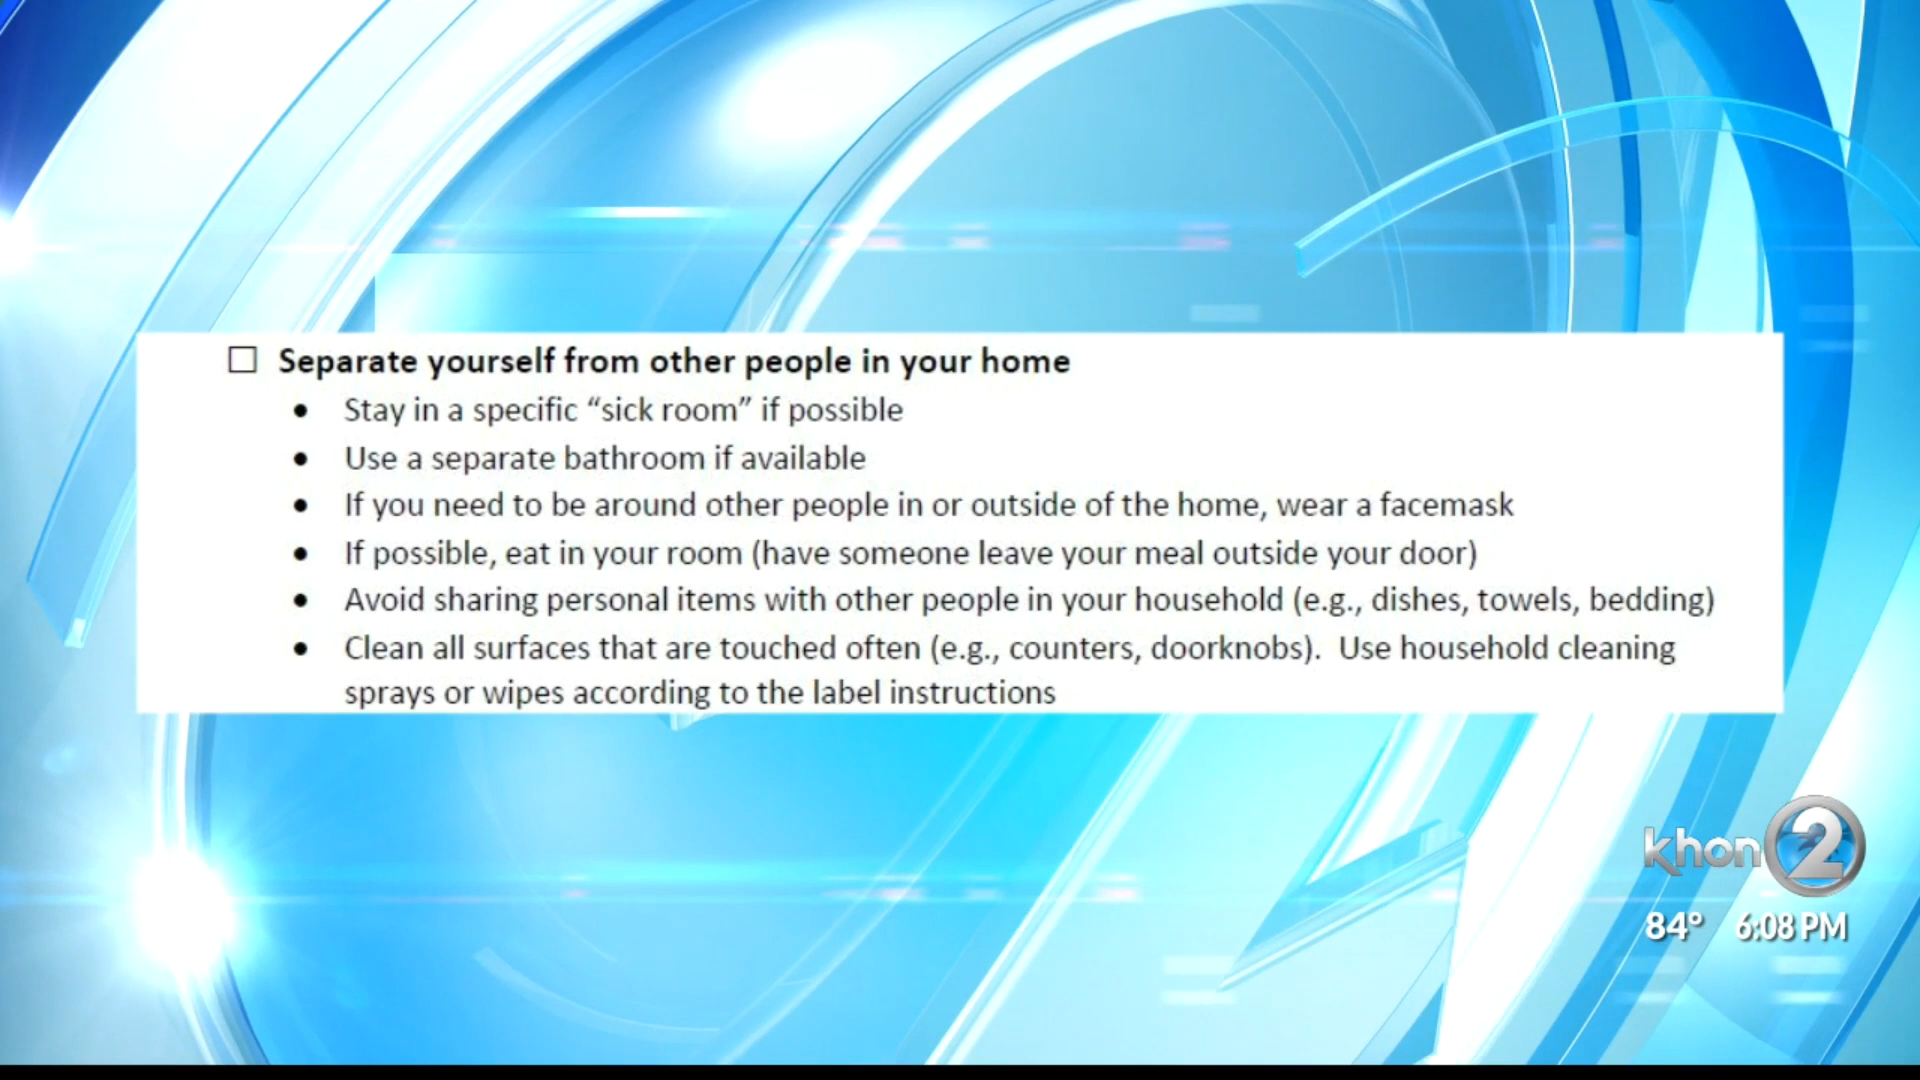 ☐ Separate yourself from other people in your home
• Stay in a specific “sick room” if possible
• Use a separate bathroom if available
• If you need to be around other people in or outside of the home, wear a facemask
• If possible, eat in your room (have someone leave your meal outside your door)
• Avoid sharing personal items with other people in your household (e.g., dishes, towels, bedding)
• Clean all surfaces that are touched often (e.g., counters, doorknobs).  Use household cleaning
sprays or wipes according to the label instructions
khon 2
84° 6:08 PM